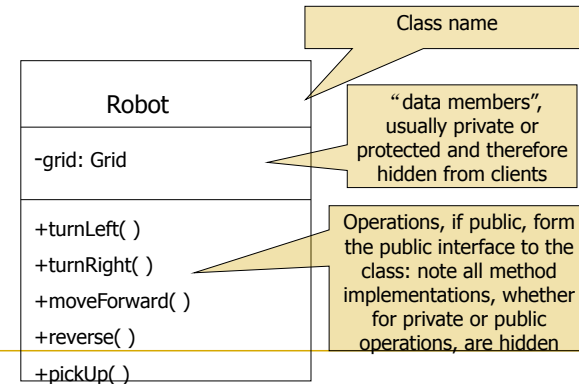 Class name
Robot
“data members”,
usually private or
protected and therefore
hidden from clients
-grid: Grid
+turnLeft( )
+turnRight( )
+moveForward( )
+reverse( )
+pickUp( )
Operations, if public, form
the public interface to the
class: note all method
implementations, whether
for private or public
operations, are hidden